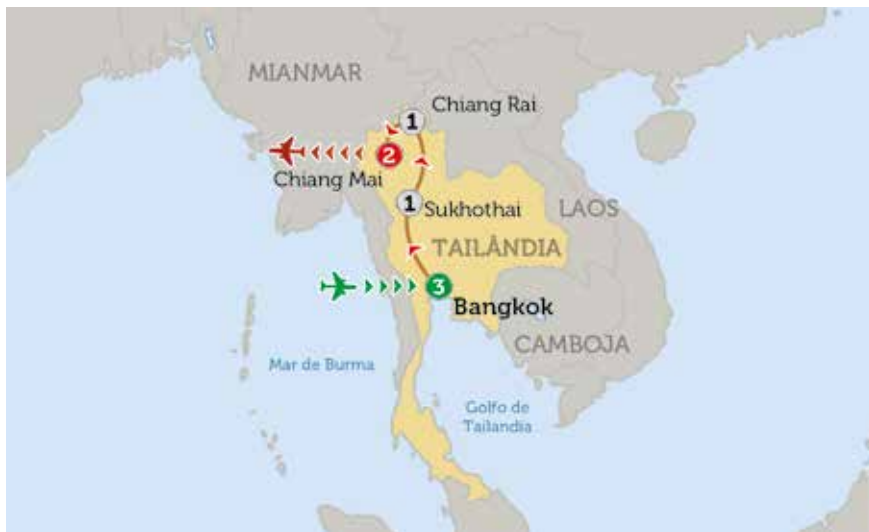 MIANMAR
Chiang Rai
1
2
Chiang Mai
1
Sukhothai
LAOS
TAILÂNDIA
3
Bangkok
CAMBOJA
Mar de Burma
Golfo de
Tailandia